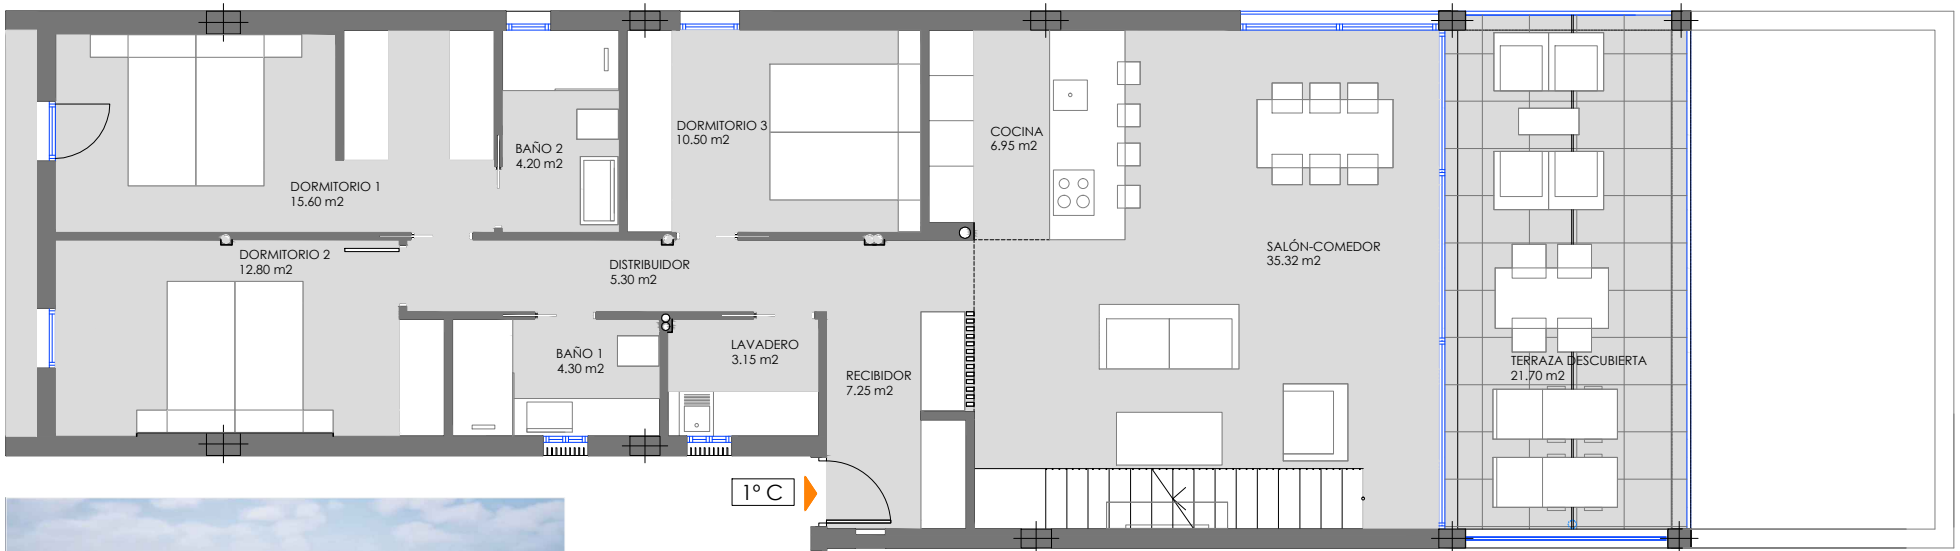 DORMITORIO 1
15.60 m2
BAÑO 2
4.20 m2
DORMITORIO 3
10.50 m2
COCINA
6.95 m2
DORMITORIO 2
12.80 m2
DISTRIBUIDOR
5.30 m2
SALÓN-COMEDOR
35.32 m2
BAÑO 1
4.30 m2
LAVADERO
3.15 m2
RECIBIDOR
7.25 m2
TERRAZA DESCUBIERTA
21.70 m2
1º C